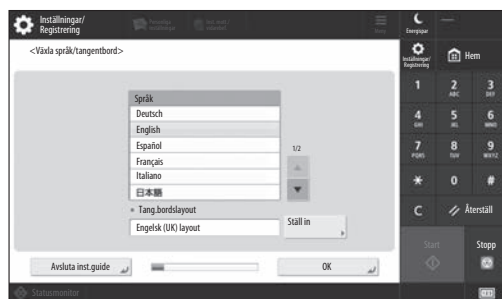 Inställningar/
Registrering
Energispar
<Växla språk/tangentbord>
Inställningar/
Registrering
Hem
Språk
Deutsch
English
Español
Français
Italiano
日本語
1/2
• Tang.bordslayout
Engelsk (UK) layout
Ställ in
Avsluta inst.guide
OK
Statusmonitor
1
2
ABC
3
DEF
4
GHI
5
JKL
6
MNO
7
PQRS
8
TUV
9
WXYZ
*
0
#
C
Återställ
Start
Stopp